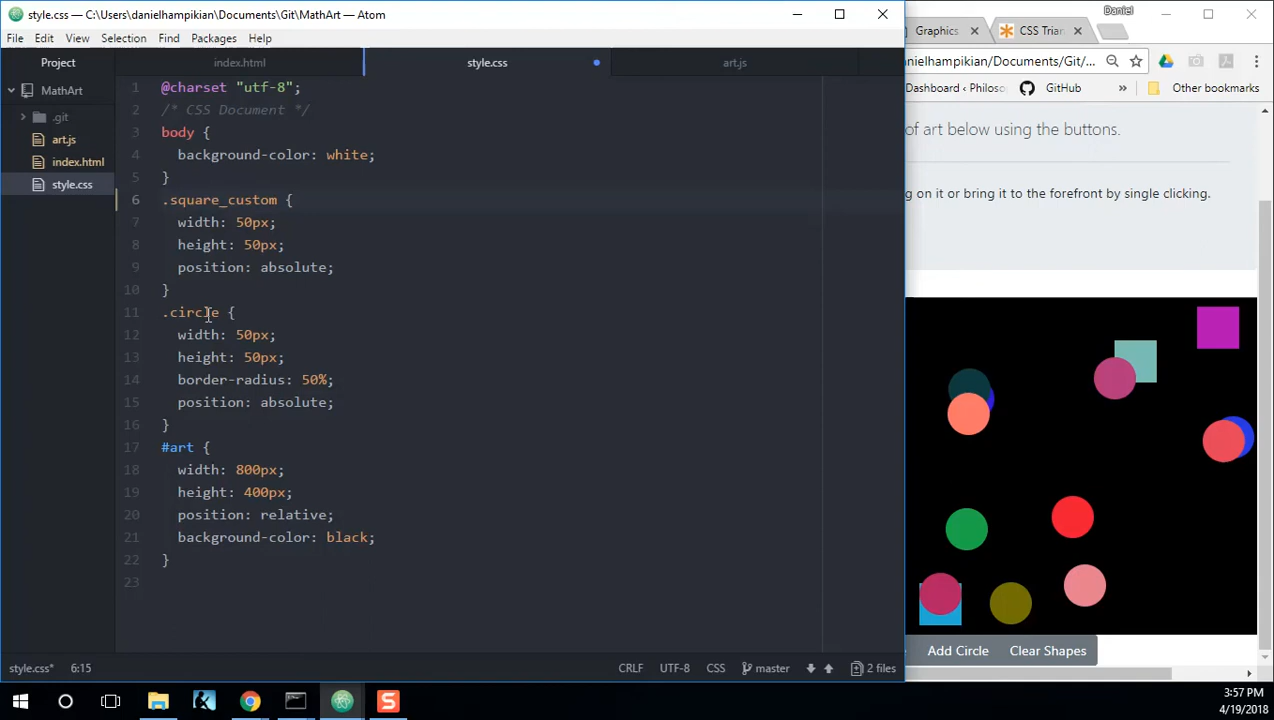 style.css — C:\Users\danielhampikian\Documents\Git\MathArt — Atom
File Edit View Selection Find Packages Help
Project
MathArt
.git
art.js
index.html
style.css
index.html style.css art.js
1 @charset "utf-8";
2 /* CSS Document */
3 body {
4 background-color: white;
5 }
6 .square_custom {
7 width: 50px;
8 height: 50px;
9 position: absolute;
10 }
11 .circle {
12 width: 50px;
13 height: 50px;
14 border-radius: 50%;
15 position: absolute;
16 }
17 #art {
18 width: 800px;
19 height: 400px;
20 position: relative;
21 background-color: black;
22 }
23
style.css* 6:15 CRLF UTF-8 CSS master 2 files
Daniel
Graphics CSS Trian
nielhampikian/Documents/Git/...
Dashboard ‹ Philoso GitHub » Other bookmarks
of art below using the buttons.
g on it or bring it to the forefront by single clicking.
Add Circle Clear Shapes
3:57 PM
4/19/2018